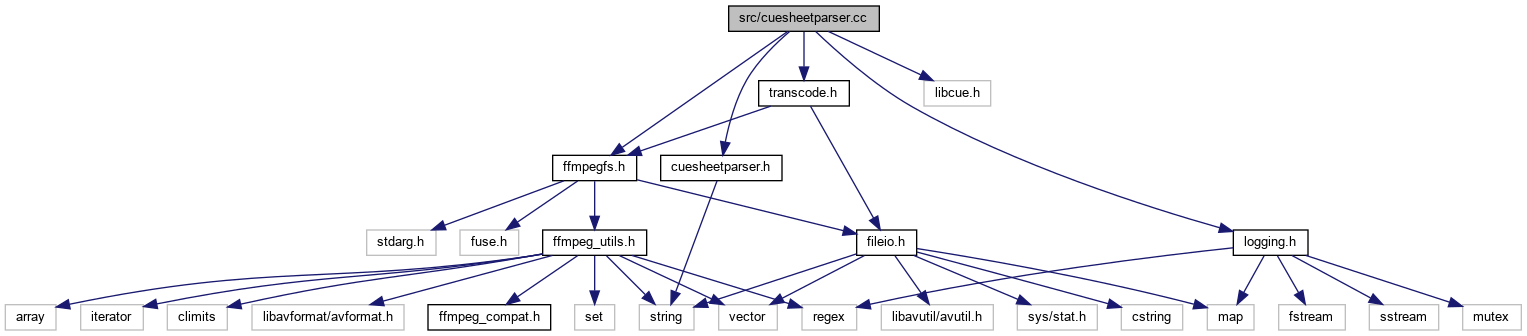 src/cuesheetparser.cc
transcode.h
libcue.h
ffmpegfs.h
cuesheetparser.h
stdarg.h
fuse.h
ffmpeg_utils.h
fileio.h
logging.h
array
iterator
climits
libavformat/avformat.h
ffmpeg_compat.h
set
string
vector
regex
libavutil/avutil.h
sys/stat.h
cstring
map
fstream
sstream
mutex